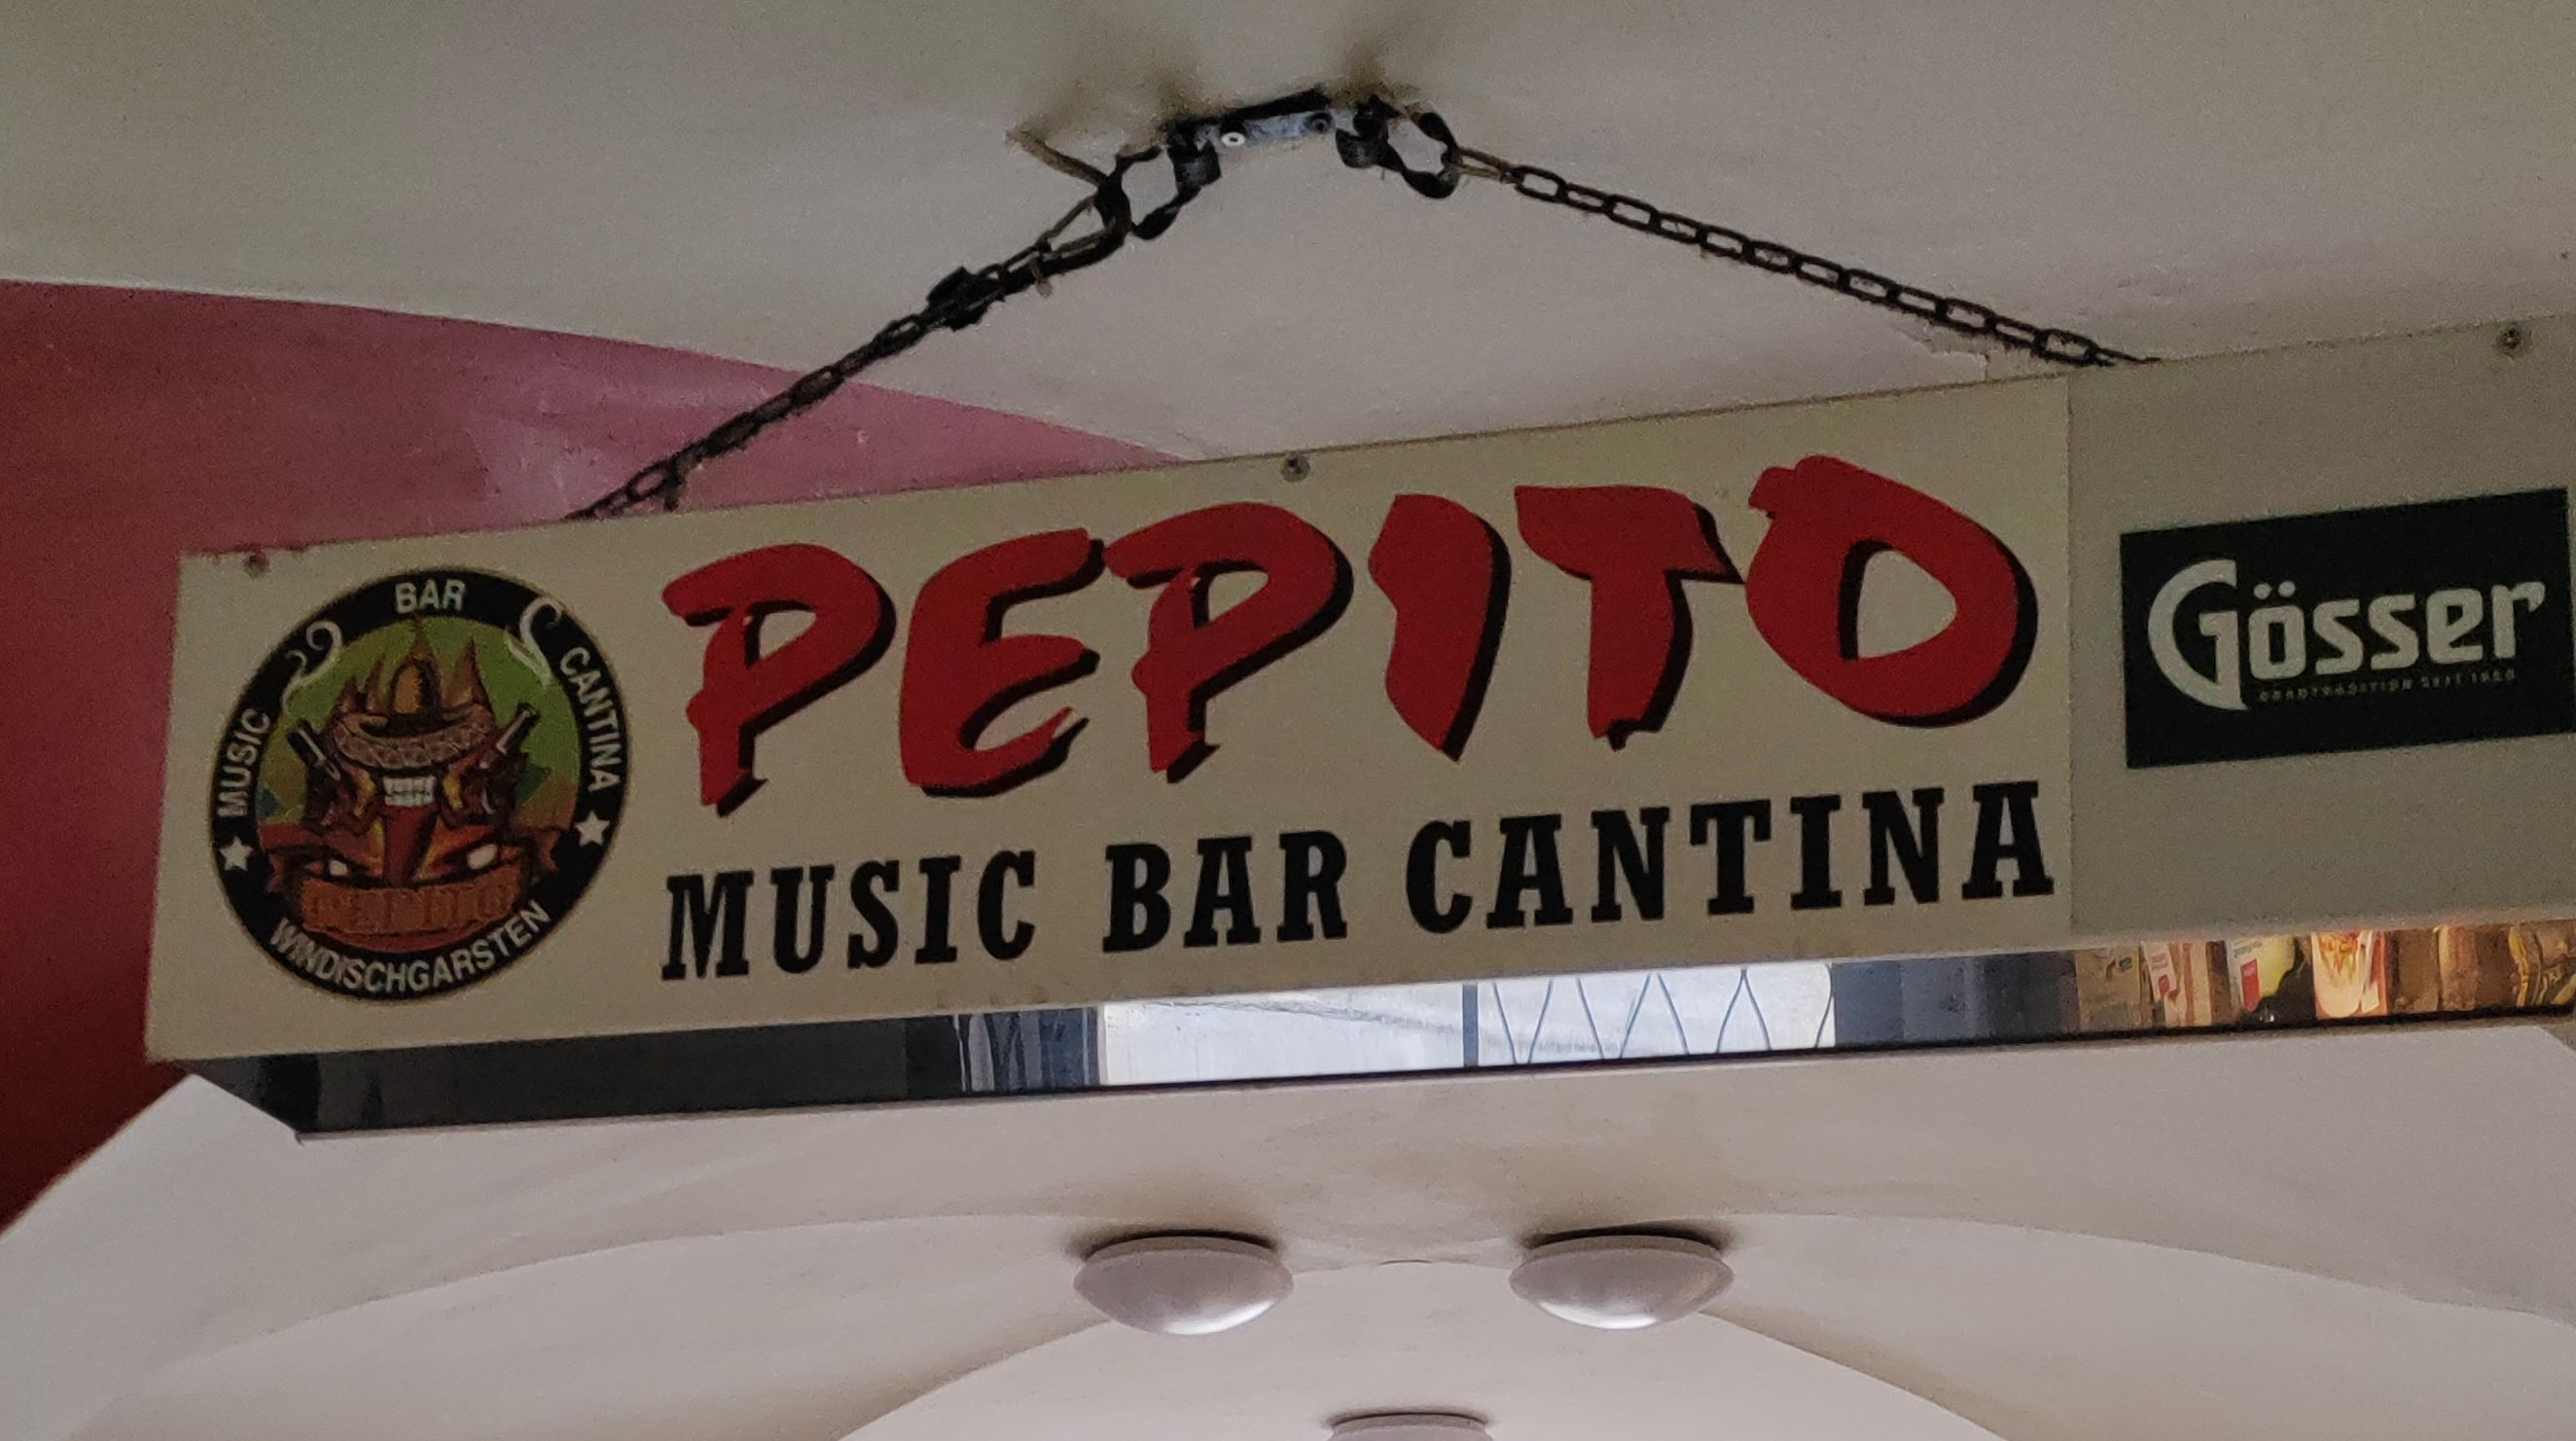 MUSIC BAR CANTINA
WINDISCHGARSTEN
PEPITO
MUSIC BAR CANTINA
Gösser